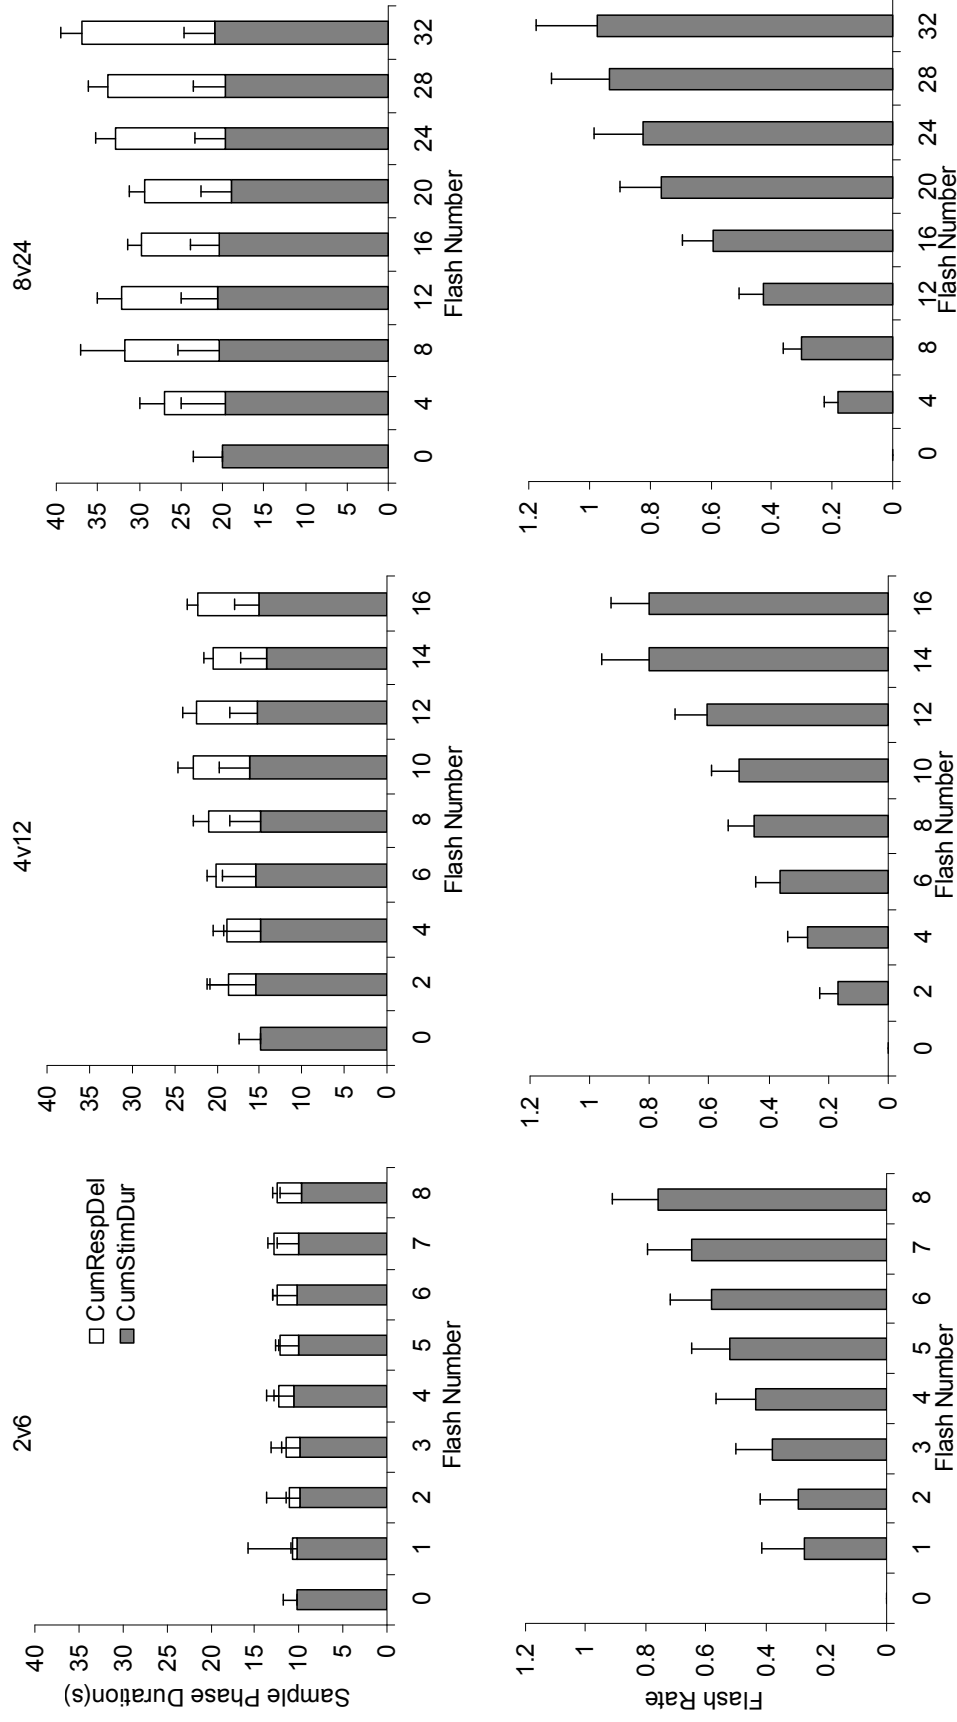 2v6
4v12
8v24
Sample Phase Duration(s)
40
35
30
25
20
15
10
5
0
CumRespDel
CumStimDur
0 1 2 3 4 5 6 7 8
Flash Number
40
35
30
25
20
15
10
5
0
0 2 4 6 8 10 12 14 16
Flash Number
40
35
30
25
20
15
10
5
0
0 4 8 12 16 20 24 28 32
Flash Number
Flash Rate
1.2
1
0.8
0.6
0.4
0.2
0
0 1 2 3 4 5 6 7 8
Flash Number
1.2
1
0.8
0.6
0.4
0.2
0
0 2 4 6 8 10 12 14 16
Flash Number
1.2
1
0.8
0.6
0.4
0.2
0
0 4 8 12 16 20 24 28 32
Flash Number